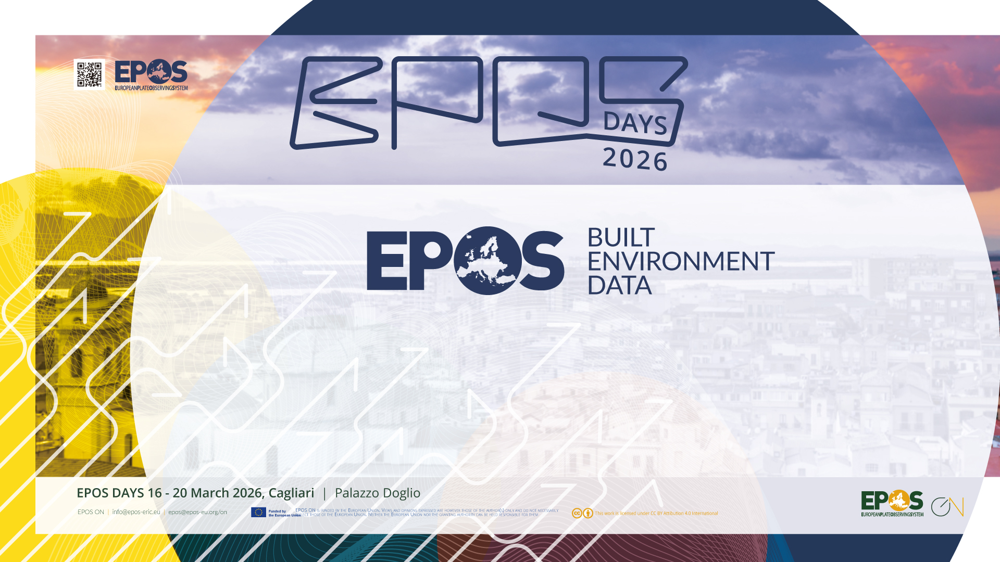 EPOS
EUROPEANPLATEOBSERVINGSYSTEM
EPOS
DAYS
2026
EPOS
BUILT
ENVIRONMENT
DATA
EPOS DAYS 16 - 20 March 2026, Cagliari | Palazzo Doglio
EPOS ON | info@epos-eric.eu | epos@epos-eu.org/on
Funded by
the European Union
EPOS ON IS FUNDED BY THE EUROPEAN UNION. VIEWS AND OPINIONS EXPRESSED ARE HOWEVER THOSE OF THE AUTHOR(S) ONLY AND DO NOT NECESSARILY
THOSE OF THE EUROPEAN UNION. NEITHER THE EUROPEAN UNION NOR THE GRANTING AUTHORITY CAN BE HELD RESPONSIBLE FOR THEM
cc
This work is licensed under CC BY Attibution 4.0 International
EPOS
EUROPEANPLATEOBSERVINGSYSTEM
ON